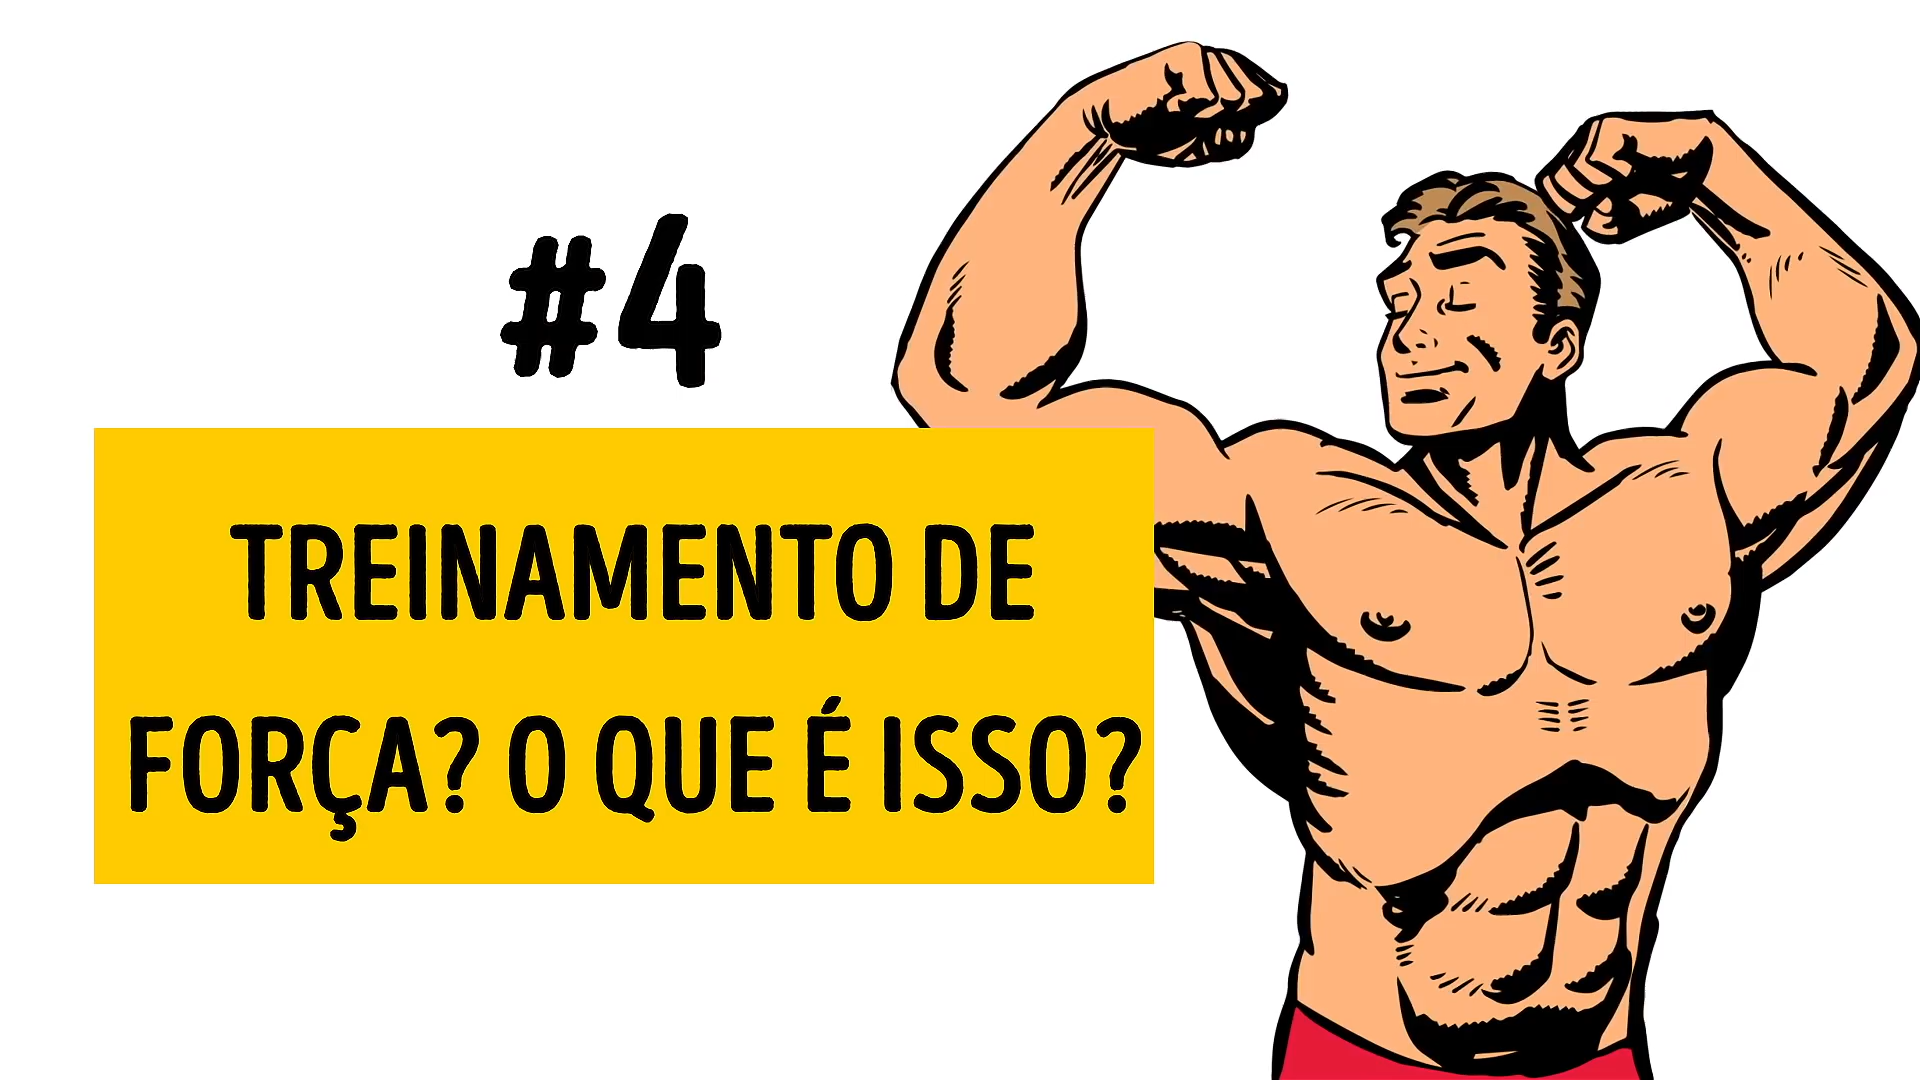 #4
TREINAMENTO DE
FORÇA? O QUE É ISSO?